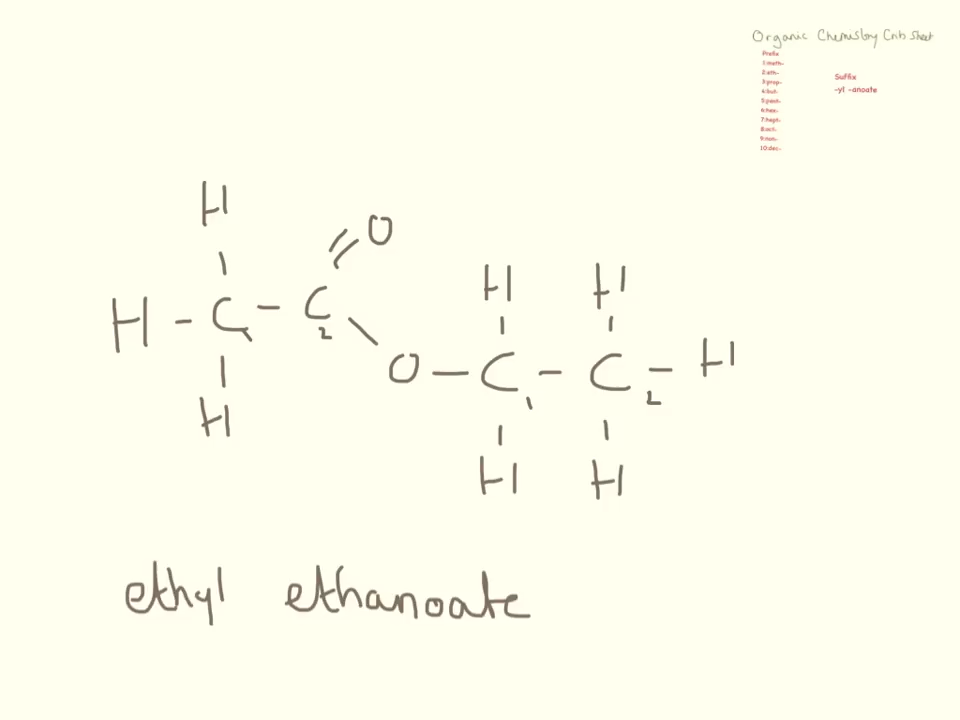 Organic Chemistry Crib Sheet
Prefix
1:meth-
2:eth-
3:prop-
4:but-
5:pent-
6:hex-
7:hept-
8:oct-
9:non-
10:dec-
Suffix
-yl -anoate
H
O
H H
H - C - C
1 2
O - C - C - H
1 2
H
H H
ethyl ethanoate